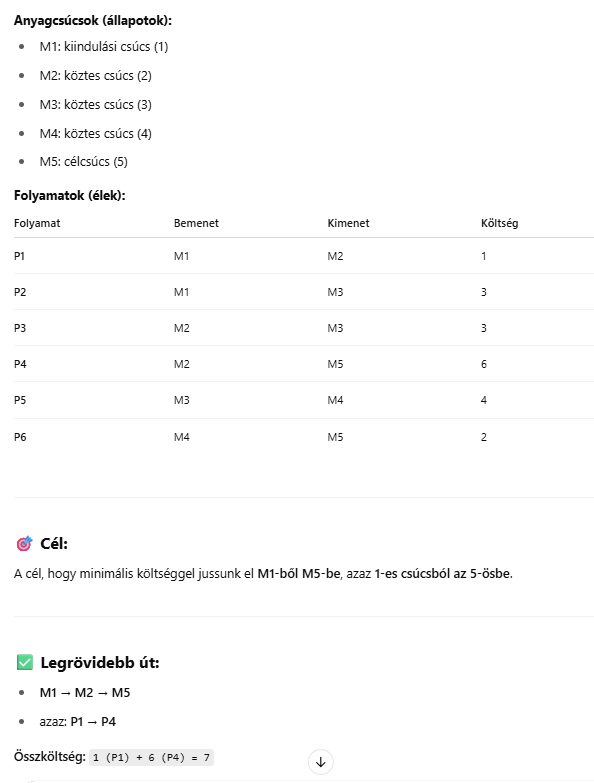 Anyagcsúcsok (állapotok):
M1: kiindulási csúcs (1)
M2: köztes csúcs (2)
M3: köztes csúcs (3)
M4: köztes csúcs (4)
M5: célcsúcs (5)
Folyamatok (élek):
Folyamat Bemenet Kimenet Költség
P1 M1 M2 1
P2 M1 M3 3
P3 M2 M3 3
P4 M2 M5 6
P5 M3 M4 4
P6 M4 M5 2
🎯 Cél:
A cél, hogy minimális költséggel jussunk el M1-ből M5-be, azaz 1-es csúcsból az 5-ösbe.
✅ Legrövidebb út:
M1 → M2 → M5
azaz: P1 → P4
Összköltség: 1 (P1) + 6 (P4) = 7